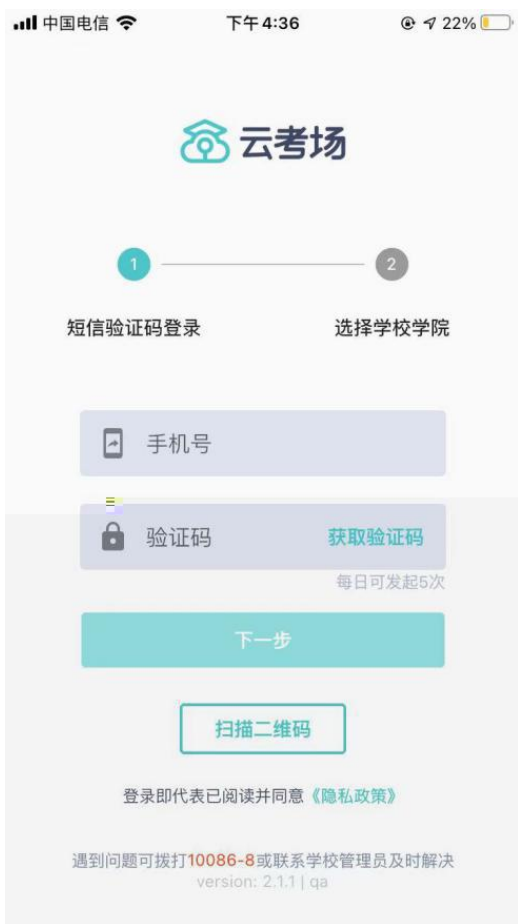 中国电信 下午4:36 22%
云考场
1 2
短信验证码登录 选择学校学院
手机号
验证码 获取验证码
每日可发起5次
下一步
扫描二维码
登录即代表已阅读并同意《隐私政策》
遇到问题可拨打10086-8或联系学校管理员及时解决
version: 2.1.1 | qa